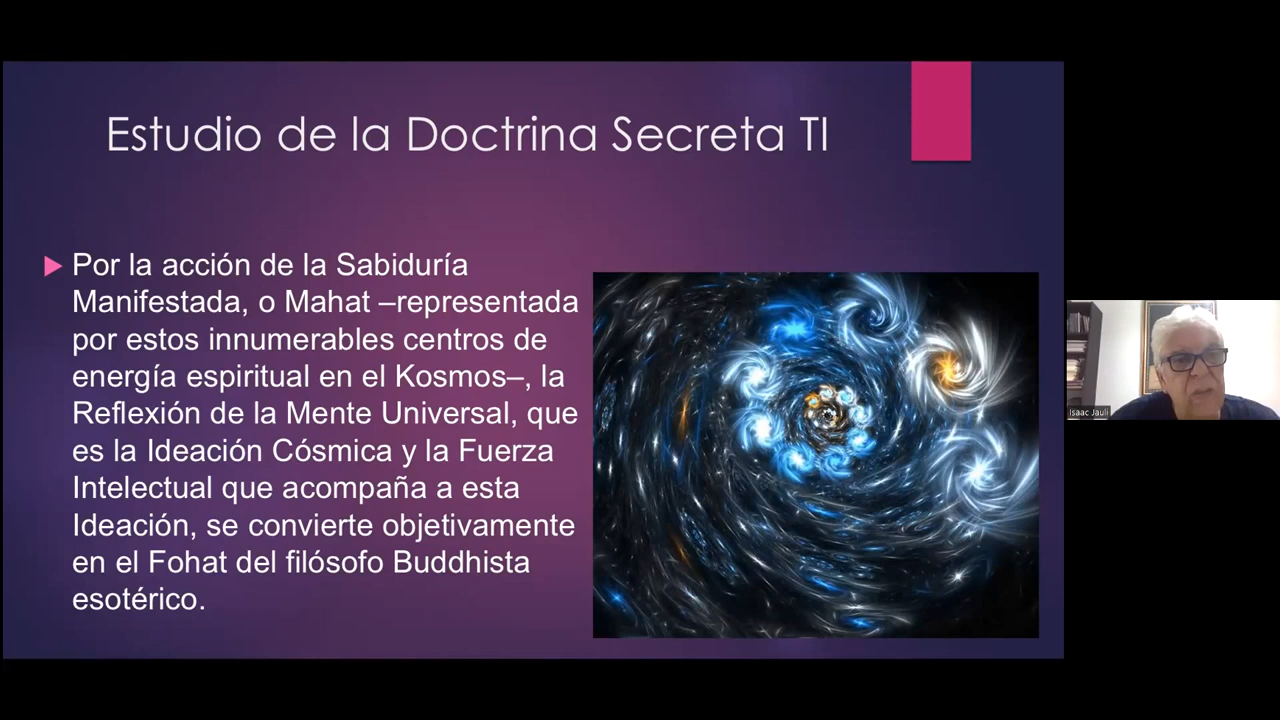 Estudio de la Doctrina Secreta TI
Por la acción de la Sabiduría
Manifestada, o Mahat –representada
por estos innumerables centros de
energía espiritual en el Kosmos–, la
Reflexión de la Mente Universal, que
es la Ideación Cósmica y la Fuerza
Intelectual que acompaña a esta
Ideación, se convierte objetivamente
en el Fohat del filósofo Buddhista
esotérico.
Isaac Jauli